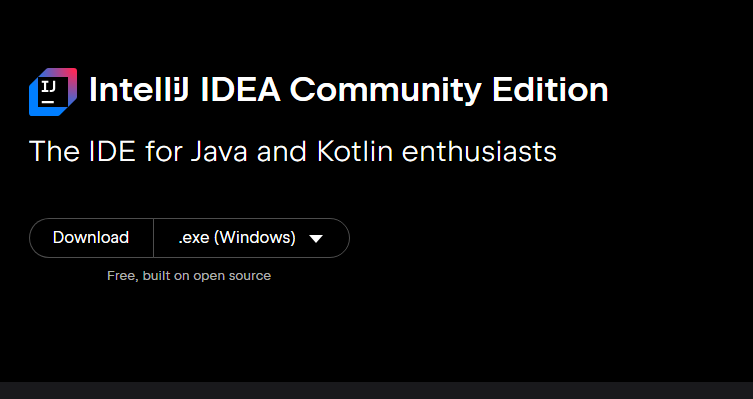 IJ
IntelliJ IDEA Community Edition
The IDE for Java and Kotlin enthusiasts
Download .exe (Windows)
Free, built on open source